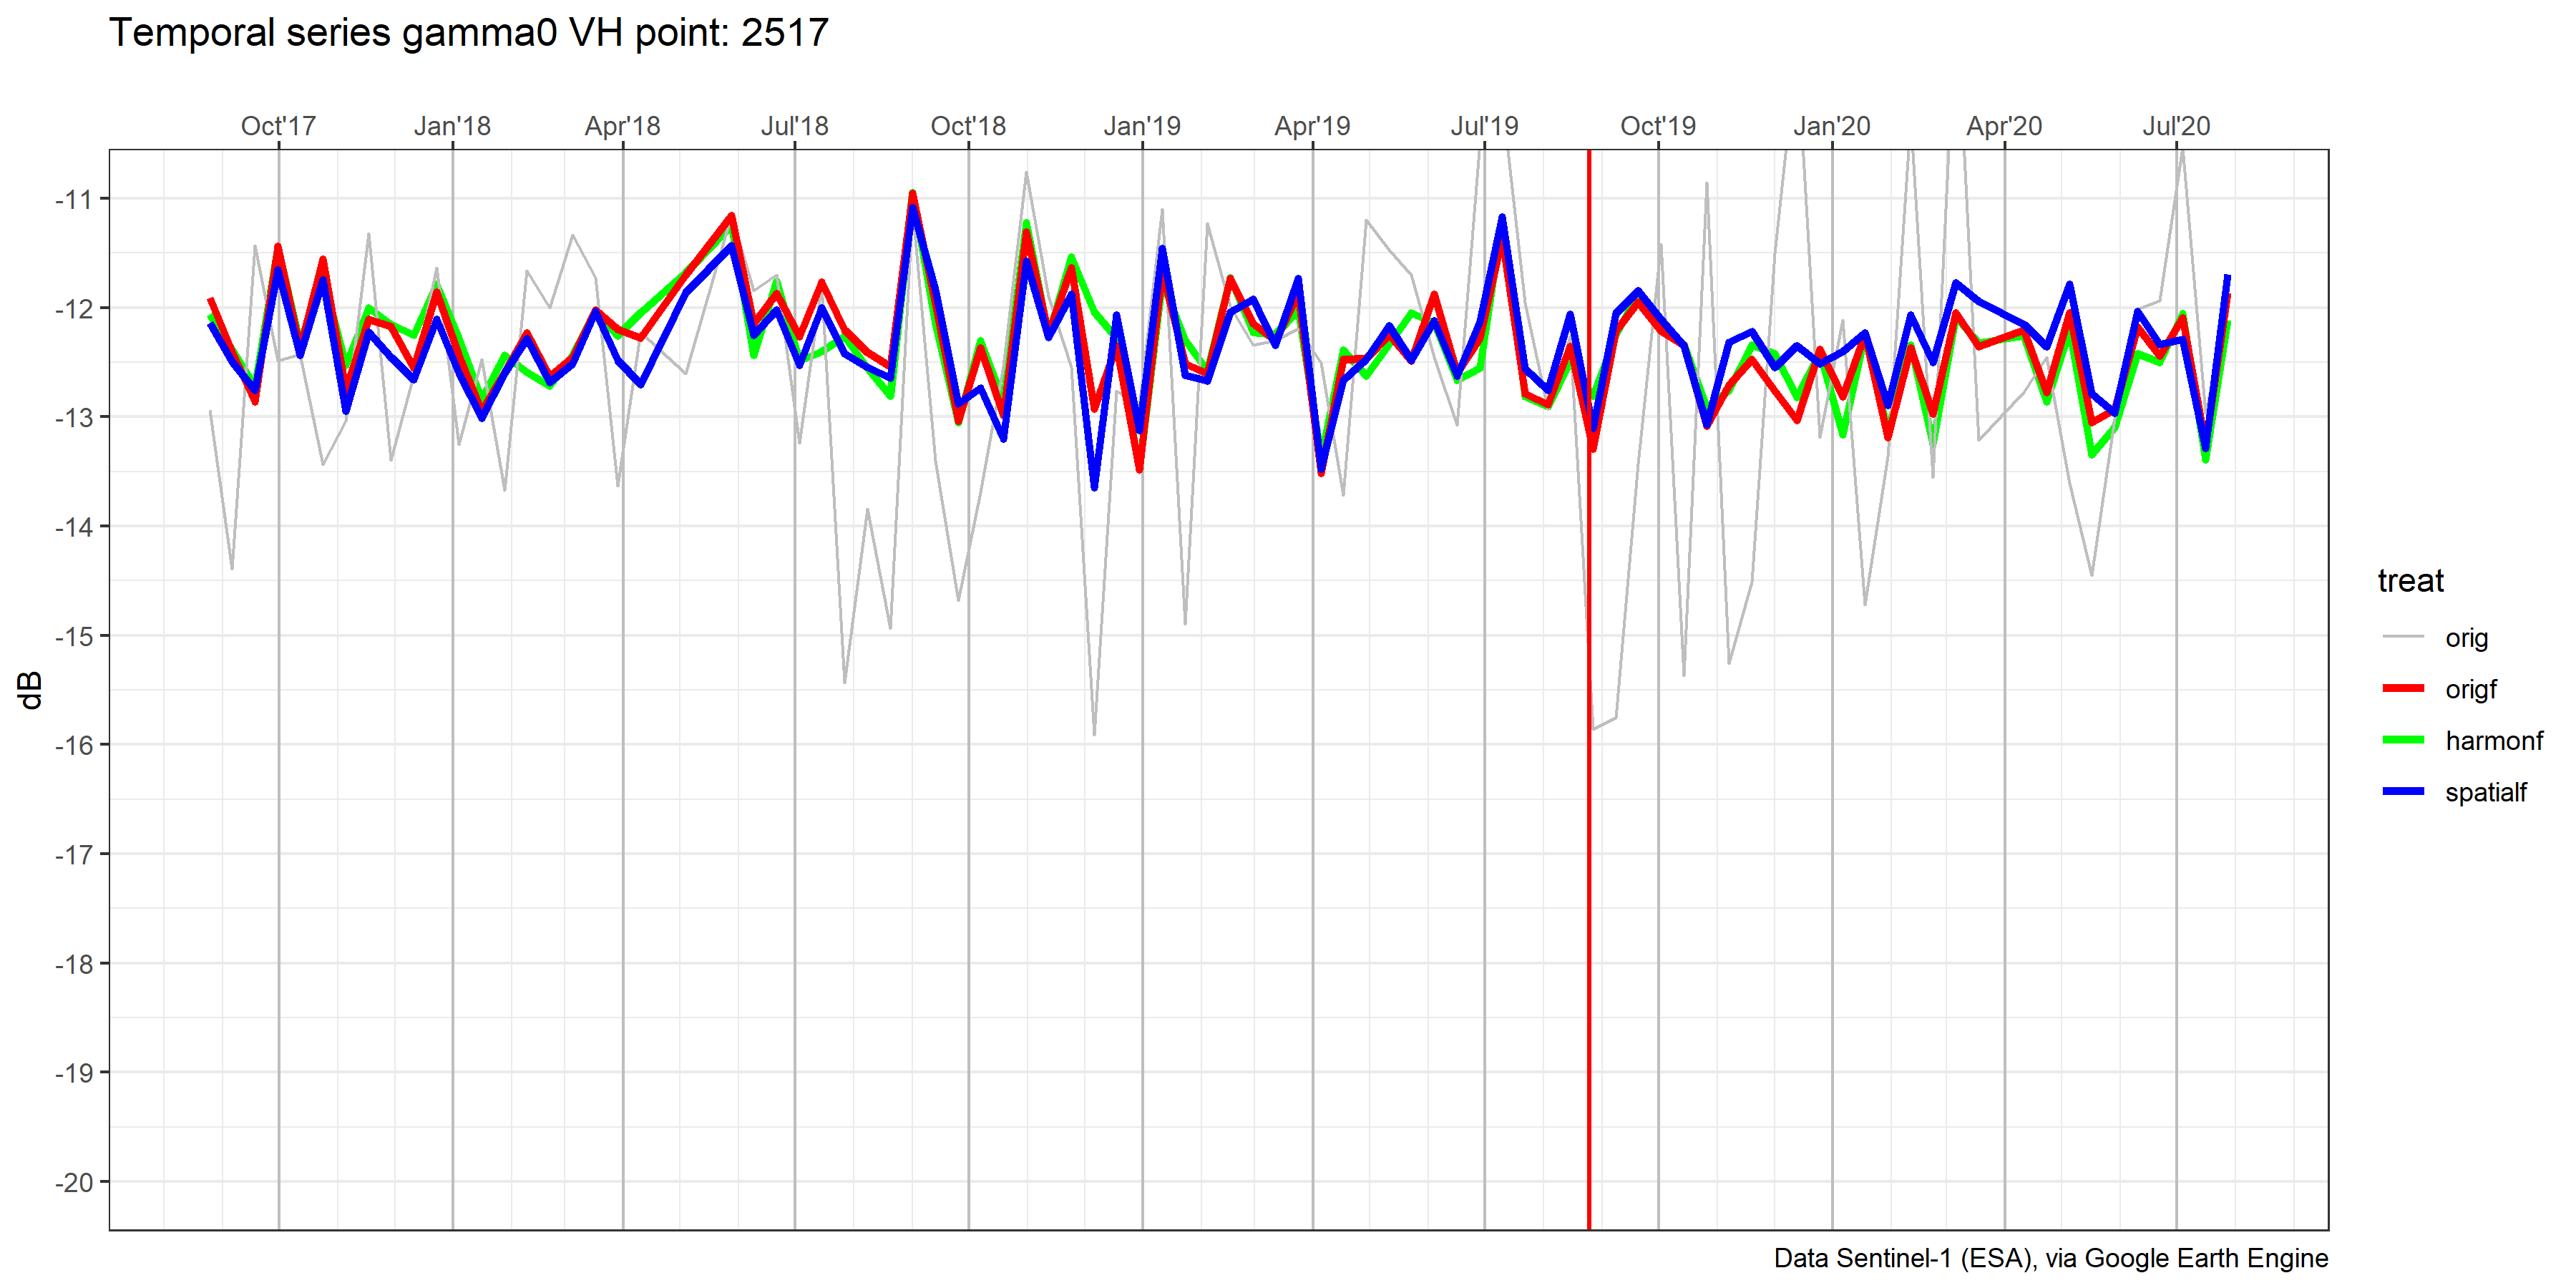 Temporal series gamma0 VH point: 2517
Oct'17 Jan'18 Apr'18 Jul'18 Oct'18 Jan'19 Apr'19 Jul'19 Oct'19 Jan'20 Apr'20 Jul'20
-11
-12
-13
-14
-15
-16
-17
-18
-19
-20
dB
treat
orig
origf
harmonf
spatialf
Data Sentinel-1 (ESA), via Google Earth Engine